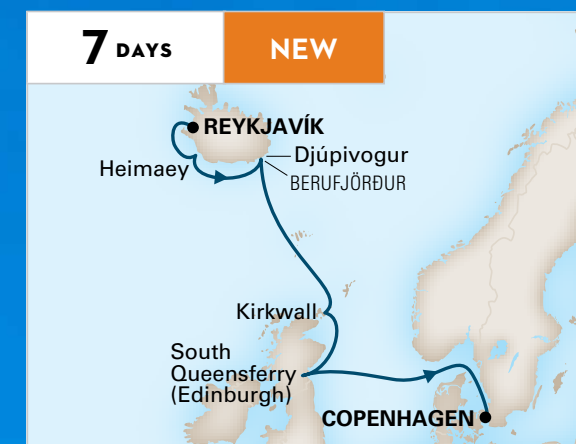 7 DAYS
NEW
REYKJAVÍK
Heimaey
Djúpivogur
BERUFJÖRÐUR
Kirkwall
South
Queensferry
(Edinburgh)
COPENHAGEN